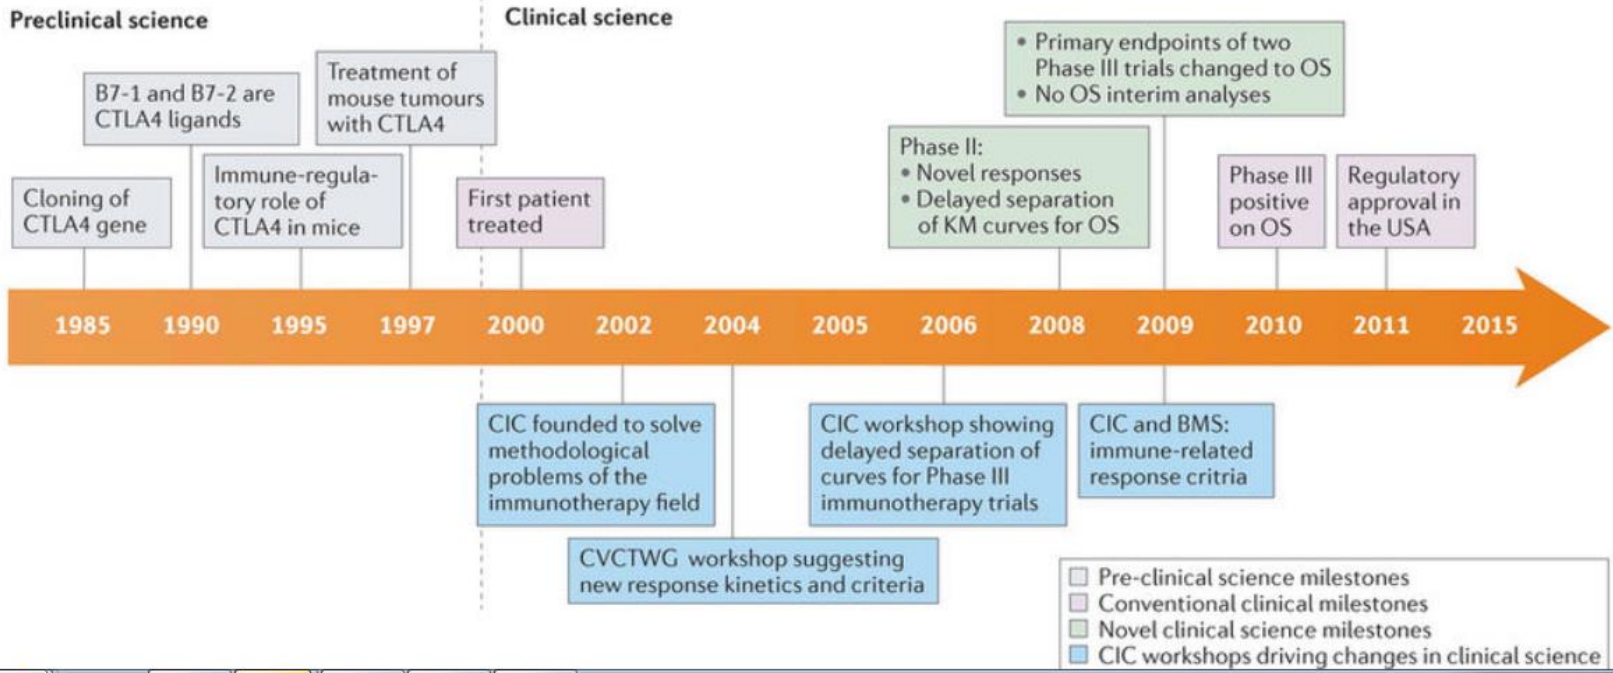 Preclinical science
Clinical science
Cloning of
CTLA4 gene
B7-1 and B7-2 are
CTLA4 ligands
Immune-regula-
tory role of
CTLA4 in mice
Treatment of
mouse tumours
with CTLA4
First patient
treated
Phase II:
• Novel responses
• Delayed separation
of KM curves for OS
• Primary endpoints of two
Phase III trials changed to OS
• No OS interim analyses
Phase III
positive
on OS
Regulatory
approval in
the USA
1985 1990 1995 1997 2000 2002 2004 2005 2006 2008 2009 2010 2011 2015
CIC founded to solve
methodological
problems of the
immunotherapy field
CVCTWG workshop suggesting
new response kinetics and criteria
CIC workshop showing
delayed separation of
curves for Phase III
immunotherapy trials
CIC and BMS:
immune-related
response critria
Pre-clinical science milestones
Conventional clinical milestones
Novel clinical science milestones
CIC workshops driving changes in clinical science